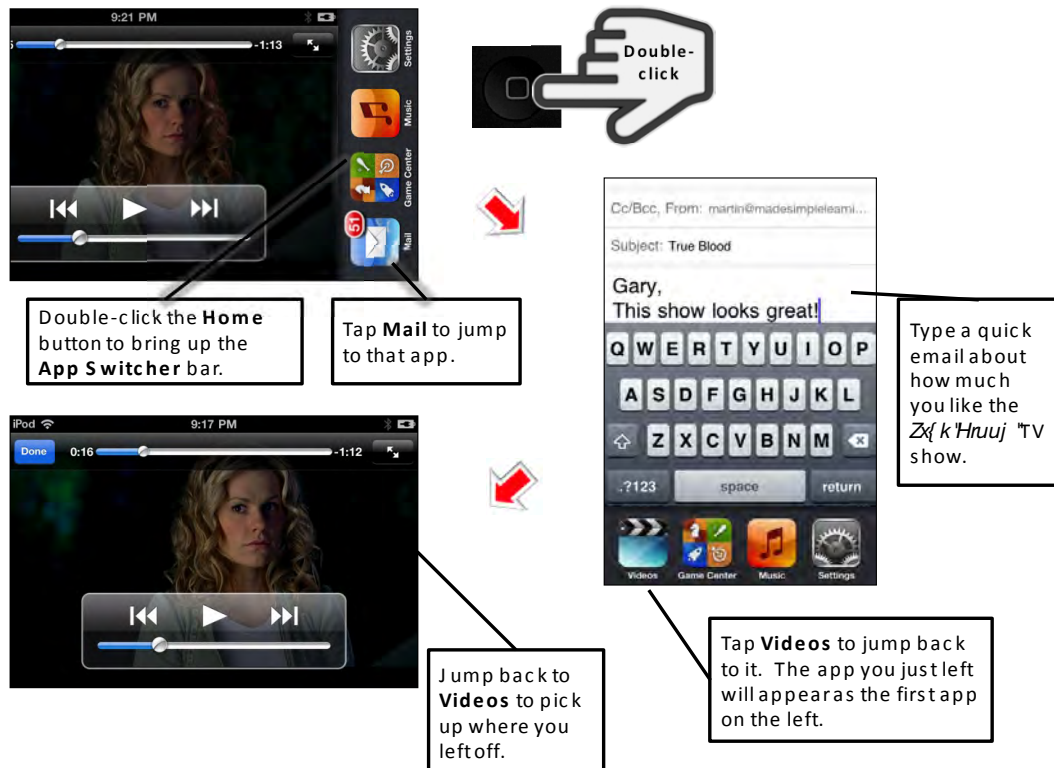 9:21 PM
-1:13
Settings
Music
Game Center
51
Mail
Double-
click
Double-click the Home
button to bring up the
App Switcher bar.
Tap Mail to jump
to that app.
Cc/Bcc, From: martin@madesimplelearni...
Subject: True Blood
Gary,
This show looks great!
Q W E R T Y U I O P
A S D F G H J K L
Z X C V B N M
.?123 space return
Videos Game Center Music Settings
Type a quick
email about
how much
you like the
Zx{k'Hruuj "TV
show.
Tap Videos to jump back
to it. The app you just left
will appear as the first app
on the left.
iPod 9:17 PM
Done 0:16 -1:12
Jump back to
Videos to pick
up where you
left off.